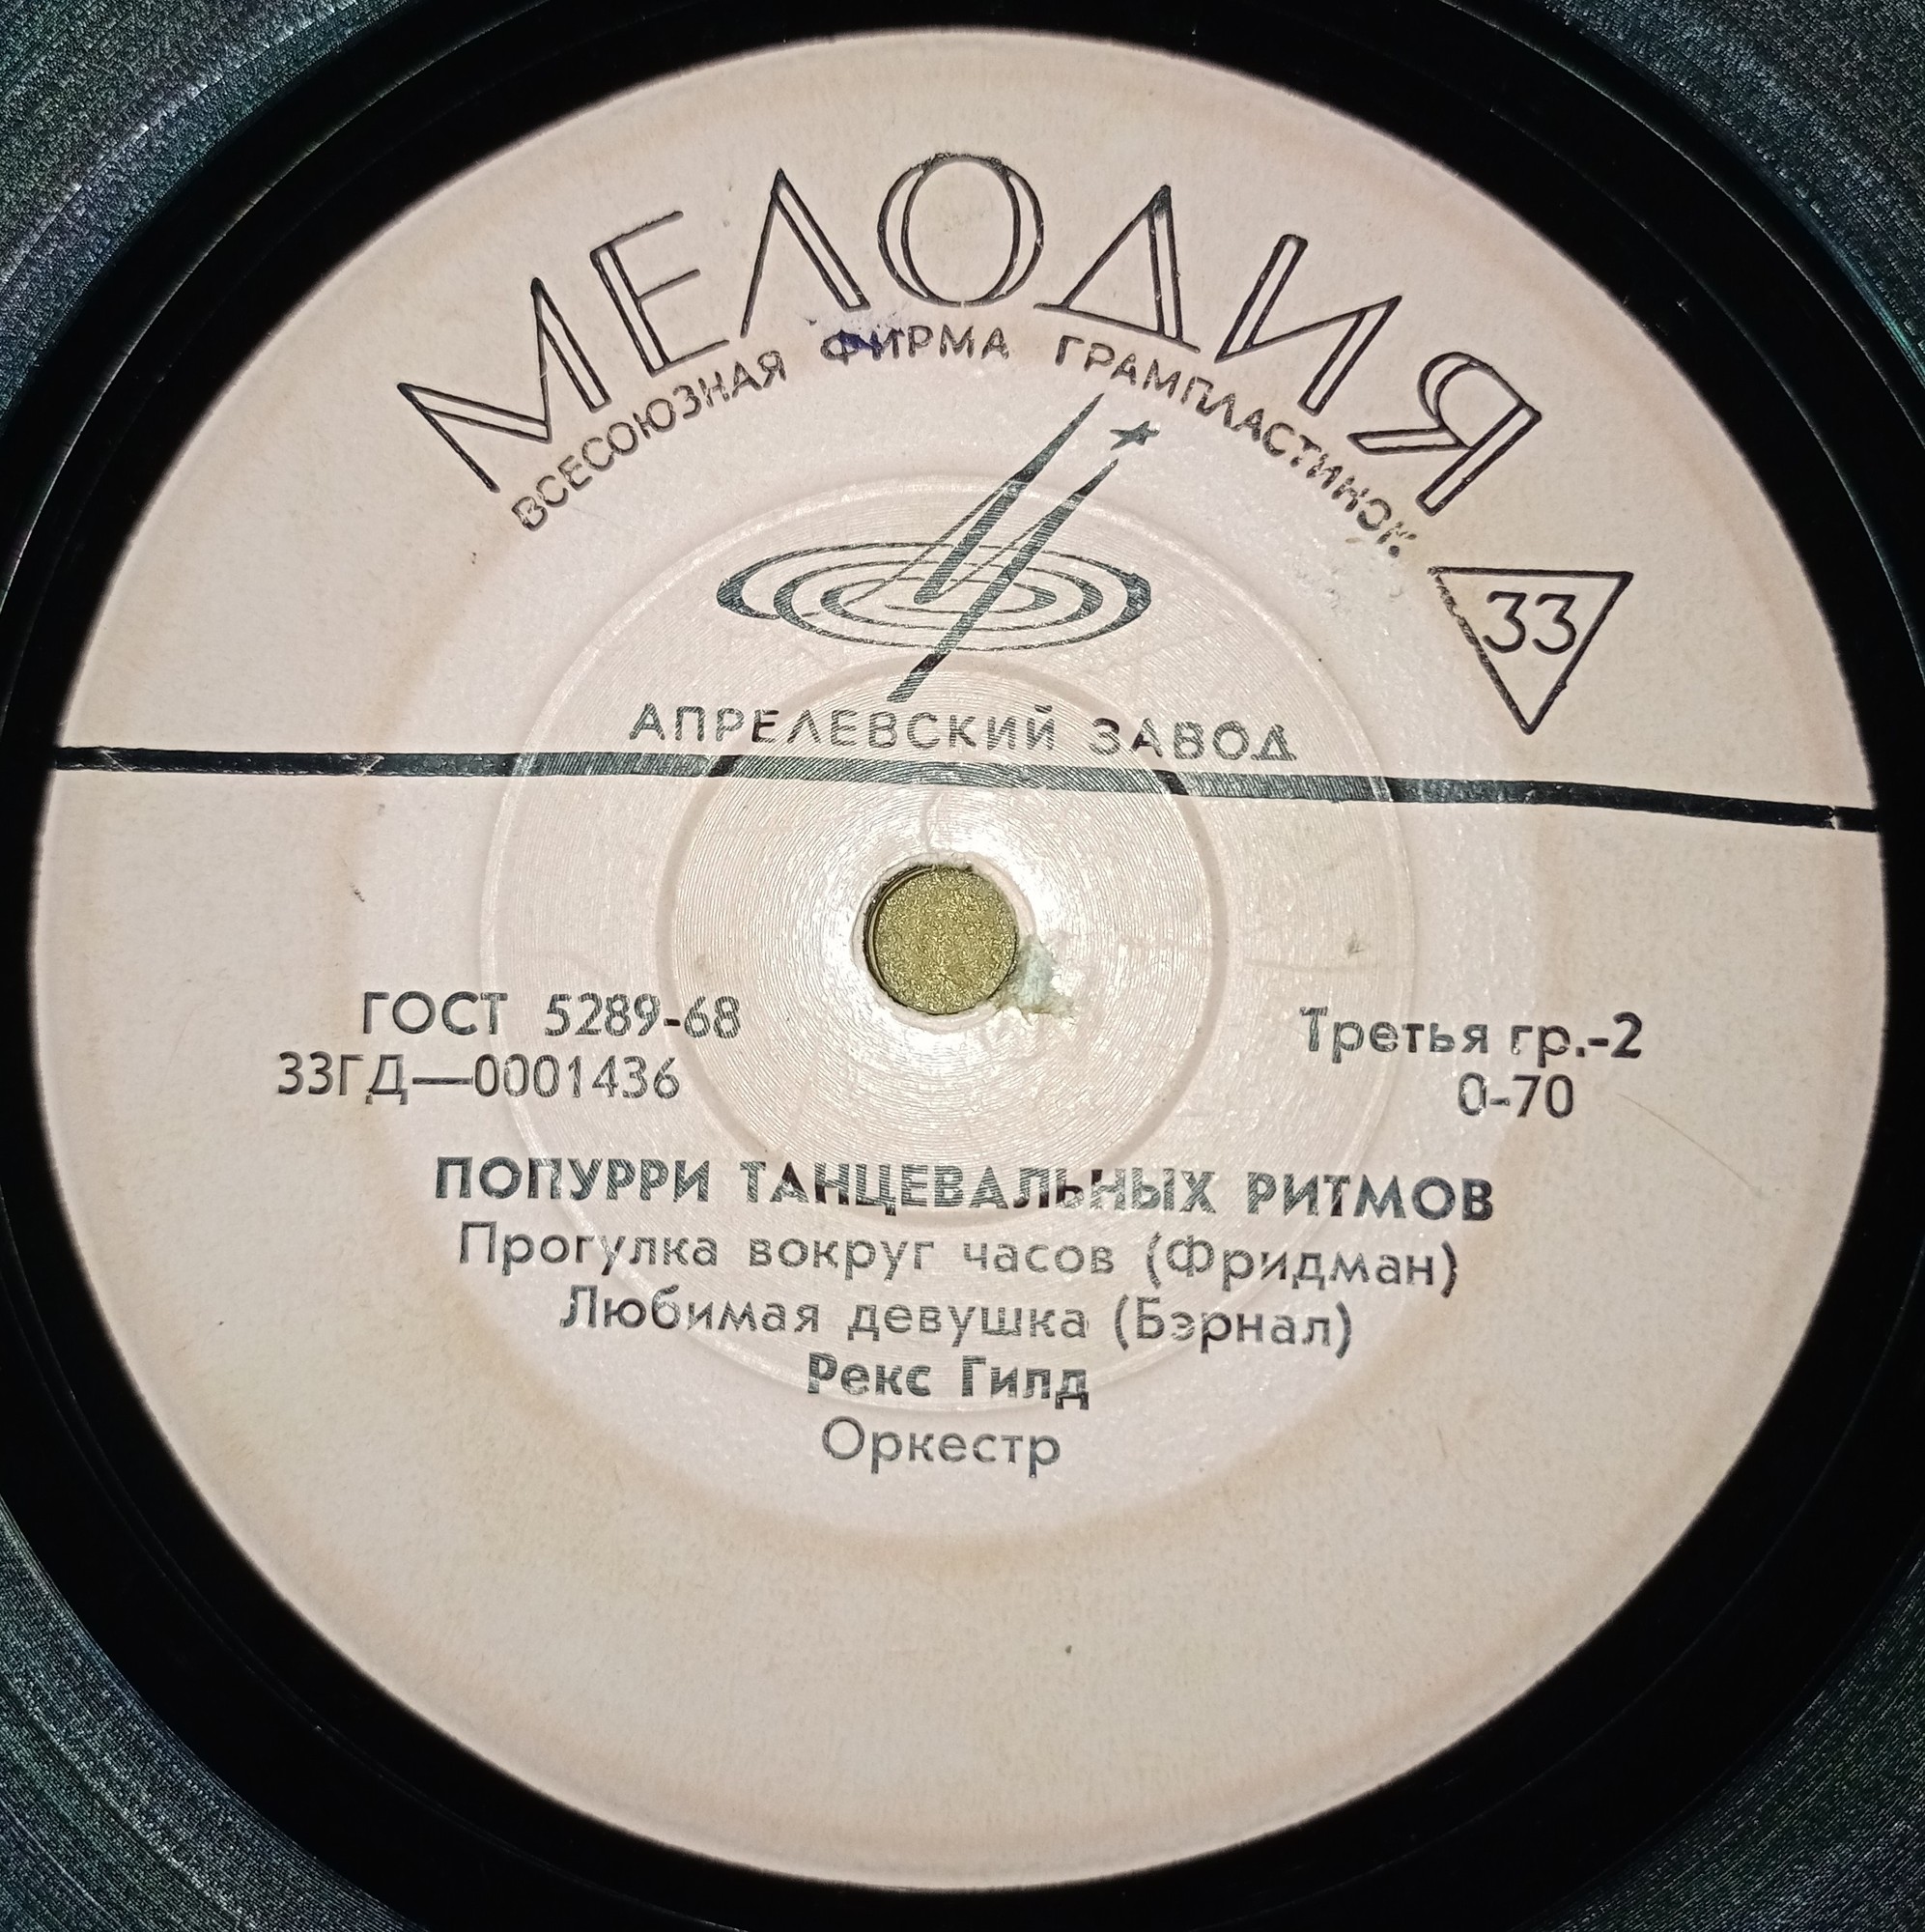 МЕЛОДИЯ
ВСЕСОЮЗНАЯ ФИРМА ГРАМПЛАСТИНОК
33
АПРЕЛЕВСКИЙ ЗАВОД
ГОСТ 5289-68
33ГД—0001436
Третья гр.-2
0-70
ПОПУРРИ ТАНЦЕВАЛЬНЫХ РИТМОВ
Прогулка вокруг часов (Фридман)
Любимая девушка (Бэрнал)
Рекс Гилд
Оркестр